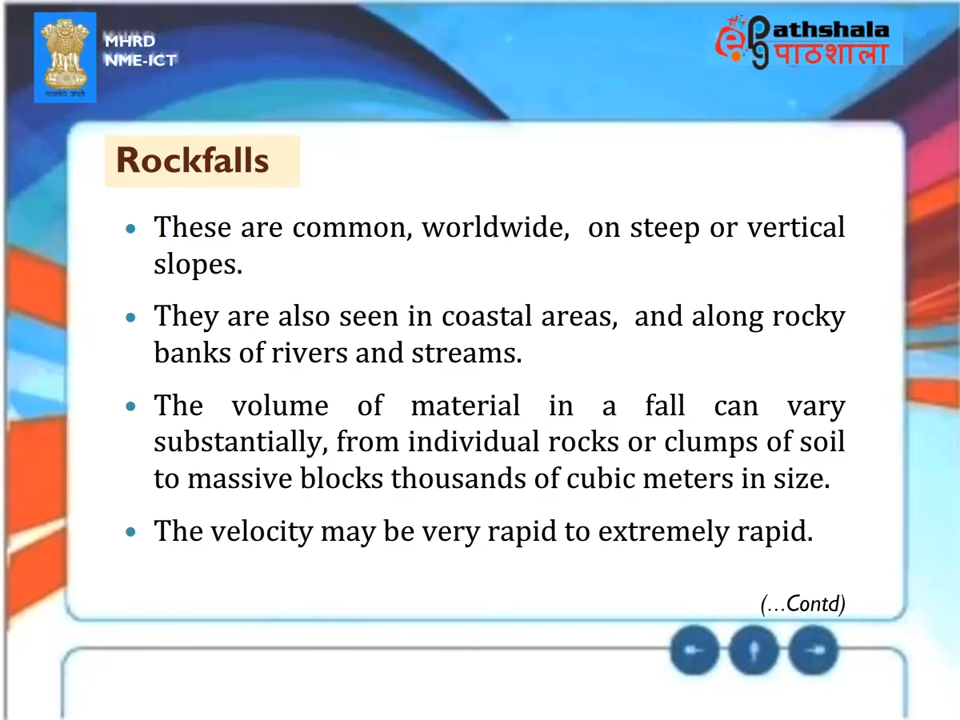 MHRD
NME-ICT
ePG Pathshala
पाठशाला
Rockfalls
• These are common, worldwide, on steep or vertical
slopes.
• They are also seen in coastal areas, and along rocky
banks of rivers and streams.
• The volume of material in a fall can vary
substantially, from individual rocks or clumps of soil
to massive blocks thousands of cubic meters in size.
• The velocity may be very rapid to extremely rapid.
(...Contd)